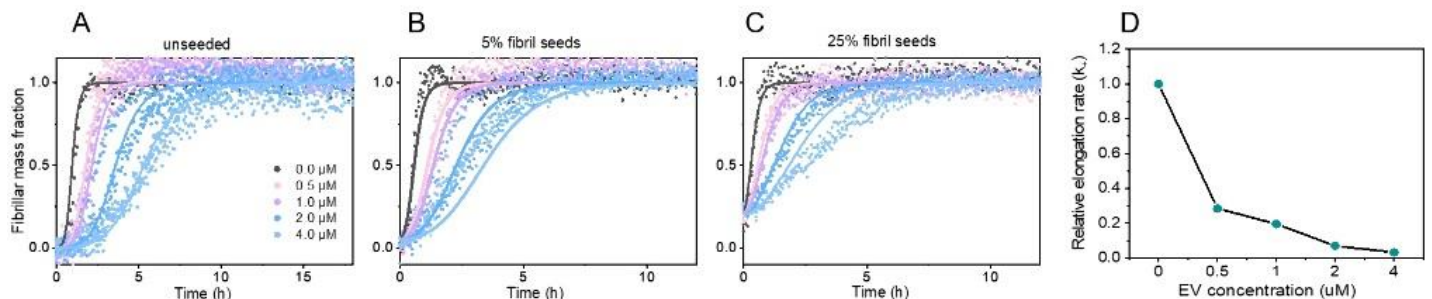 A
unseeded
Fibrillar mass fraction
1.0
0.5
0.0
0.0 µM
0.5 µM
1.0 µM
2.0 µM
4.0 µM
0 5 10 15
Time (h)
B
5% fibril seeds
1.0
0.5
0.0
0 5 10
Time (h)
C
25% fibril seeds
1.0
0.5
0.0
0 5 10
Time (h)
D
Relative elongation rate (k₊)
1.2
1.0
0.8
0.6
0.4
0.2
0.0
0 0.5 1 2 4
EV concentration (uM)